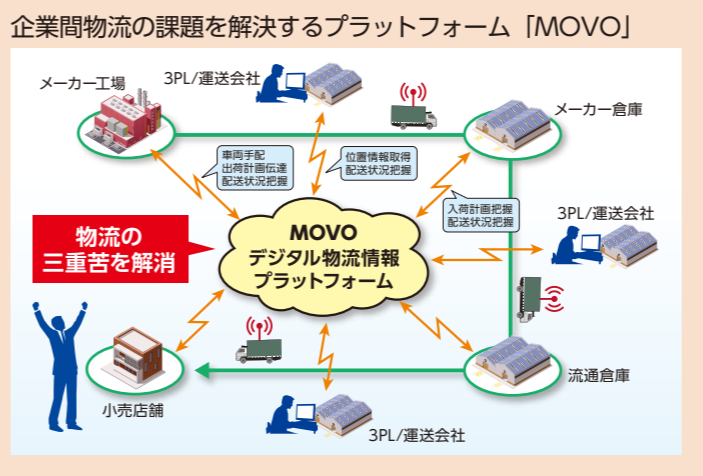 企業間物流の課題を解決するプラットフォーム「MOVO」
メーカー工場
3PL/運送会社
メーカー倉庫
車両手配
出荷計画伝達
配送状況把握
位置情報取得
配送状況把握
入荷計画把握
配送状況把握
3PL/運送会社
物流の
三重苦を解消
MOVO
デジタル物流情報
プラットフォーム
小売店舗
流通倉庫
3PL/運送会社